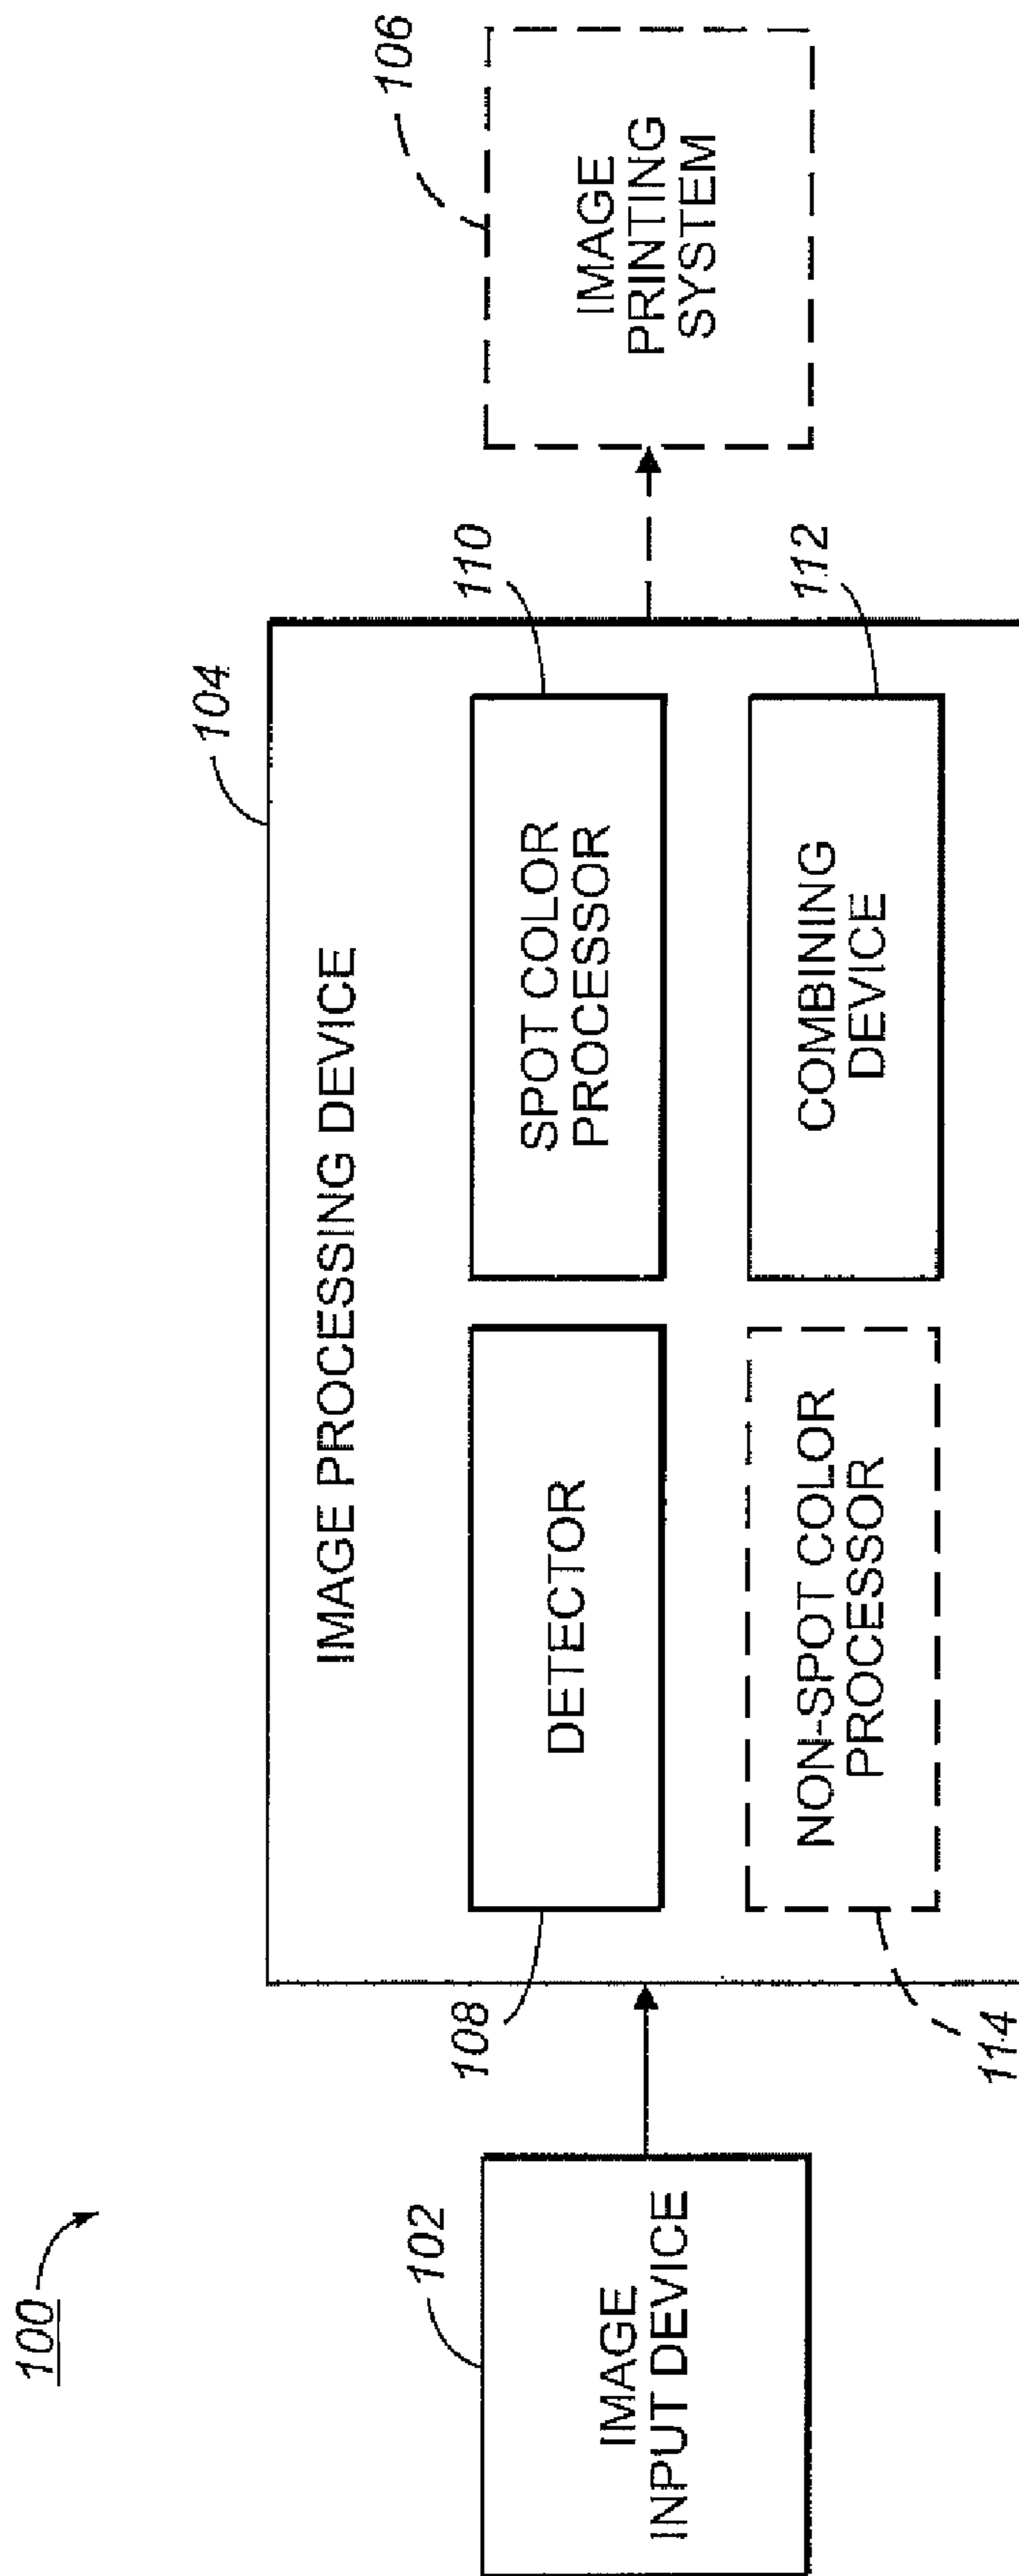 100
102
IMAGE
INPUT DEVICE
104
IMAGE PROCESSING DEVICE
108
DETECTOR
110
SPOT COLOR
PROCESSOR
114
NON-SPOT COLOR
PROCESSOR
112
COMBINING
DEVICE
106
IMAGE
PRINTING
SYSTEM